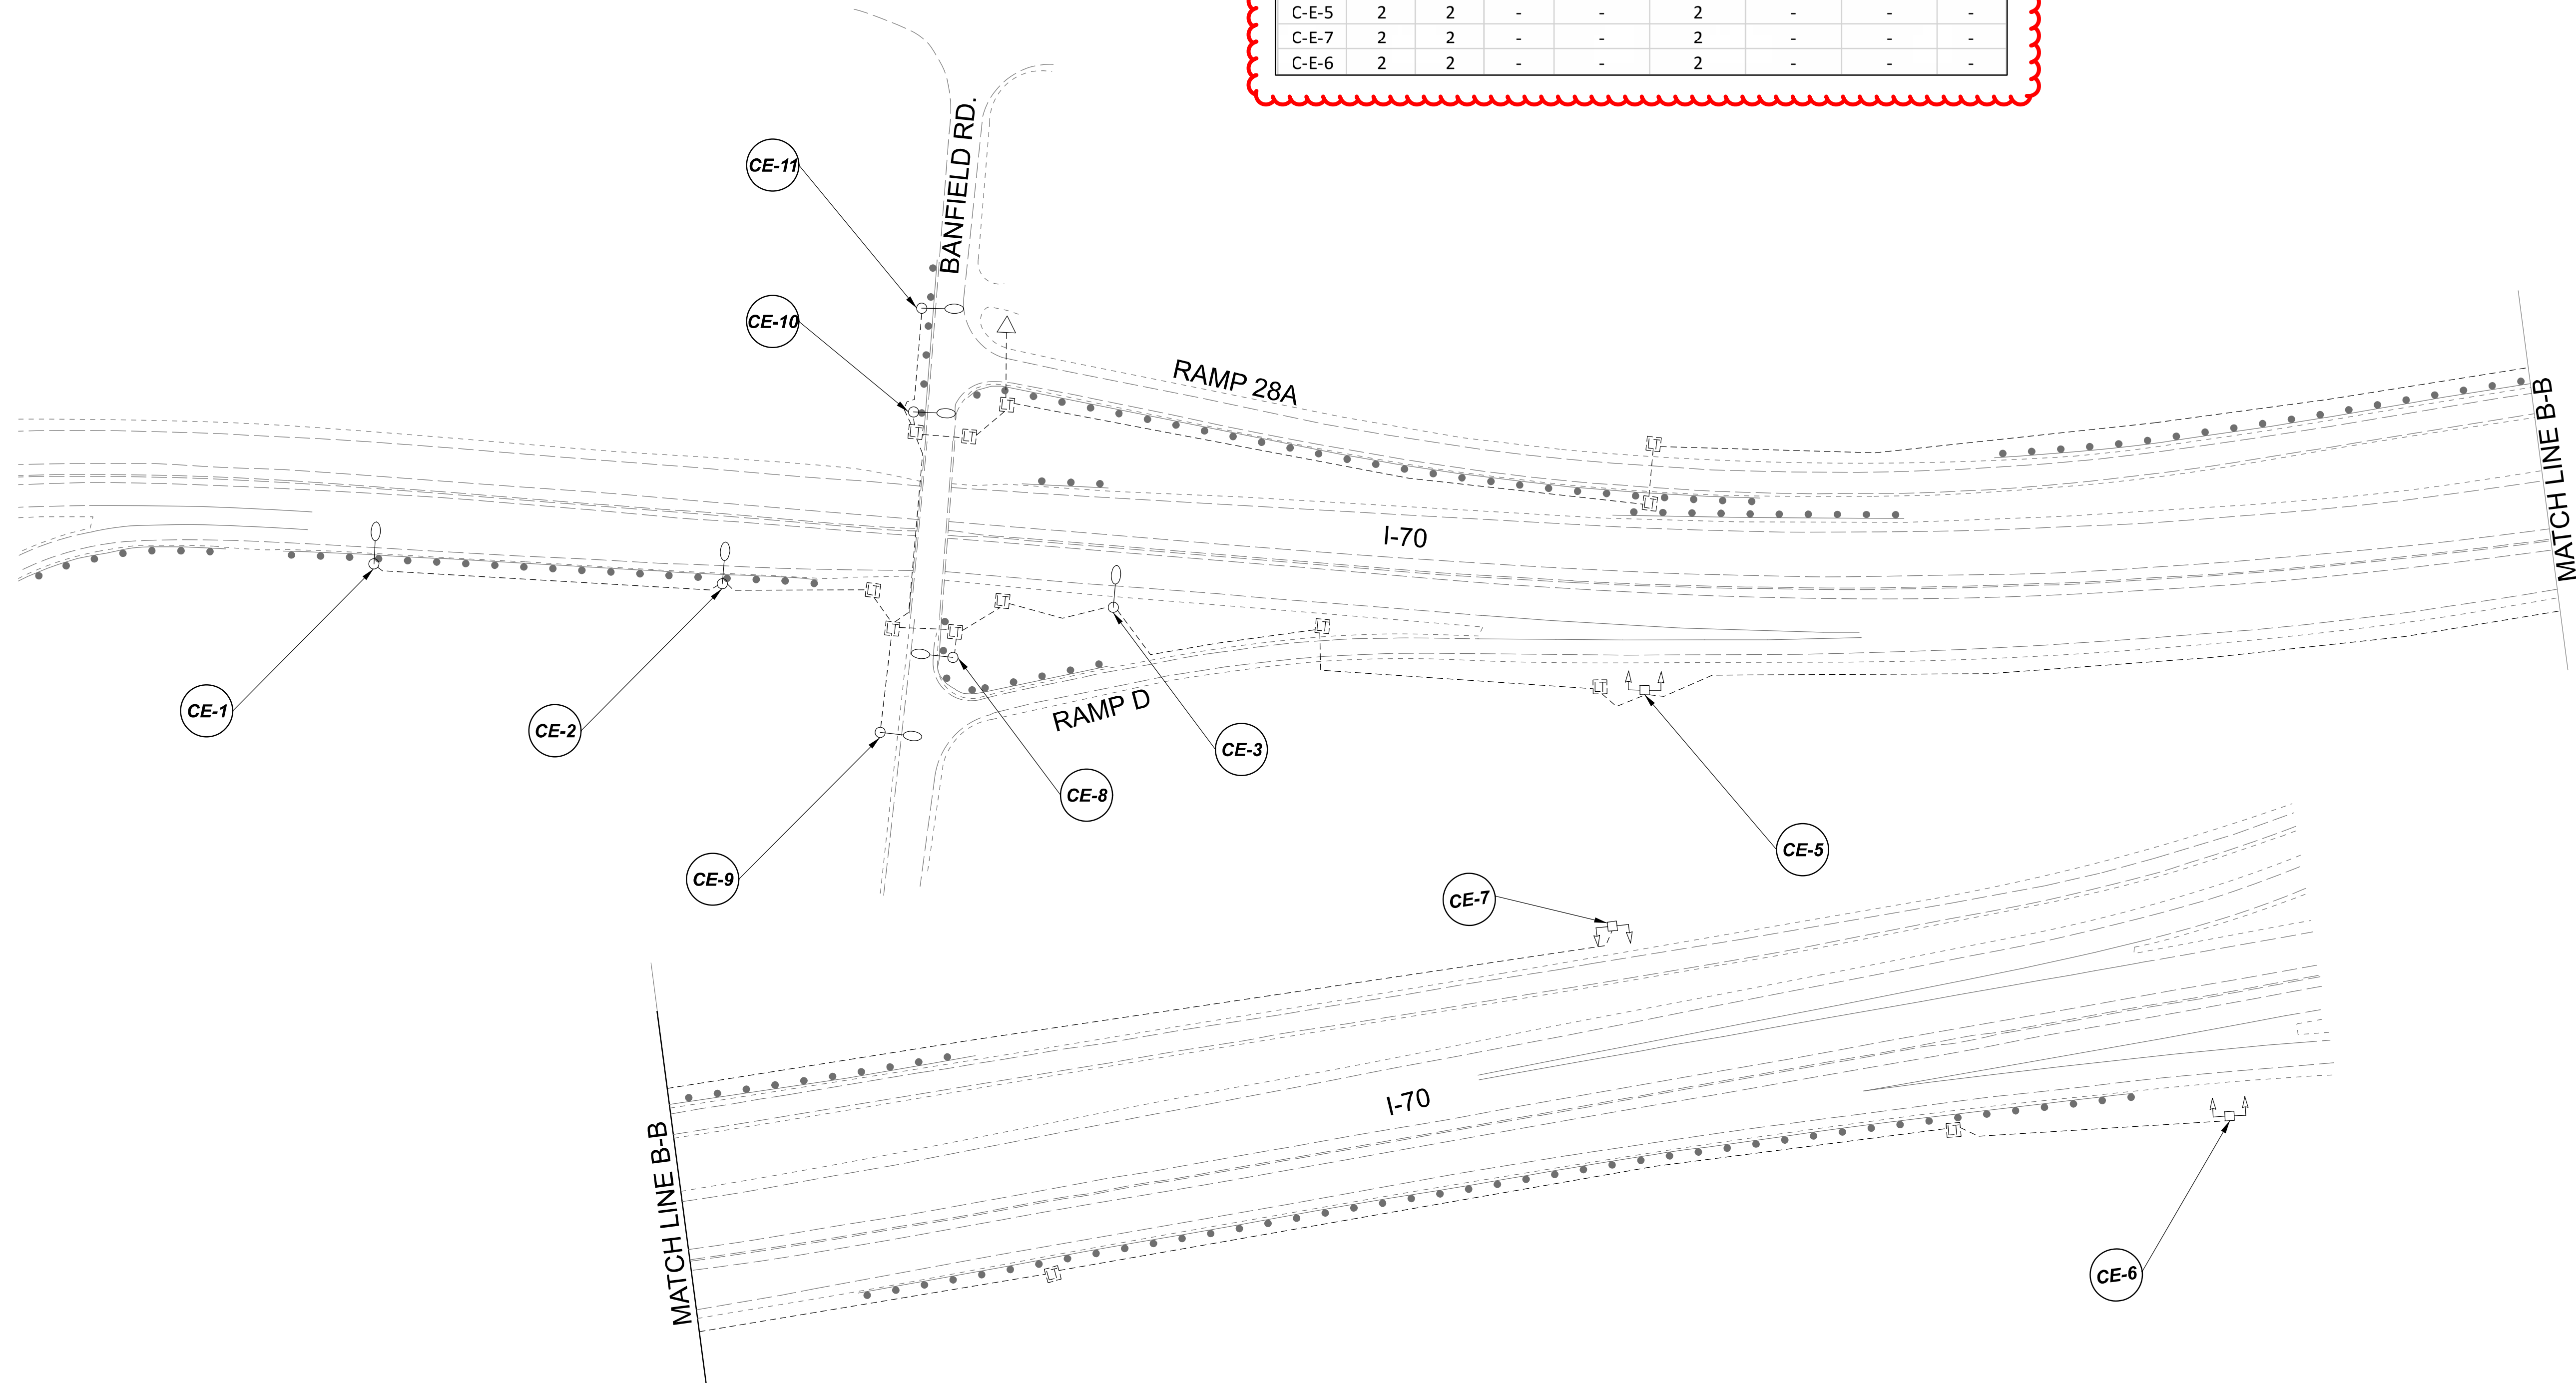 C-E-5 2 2 - - 2 - - -
C-E-7 2 2 - - 2 - - -
C-E-6 2 2 - - 2 - - -
BANFIELD RD.
CE-11
CE-10
RAMP 28A
MATCH LINE B-B
I-70
CE-1
CE-2
RAMP D
CE-3
CE-8
CE-9
CE-5
CE-7
I-70
MATCH LINE B-B
CE-6